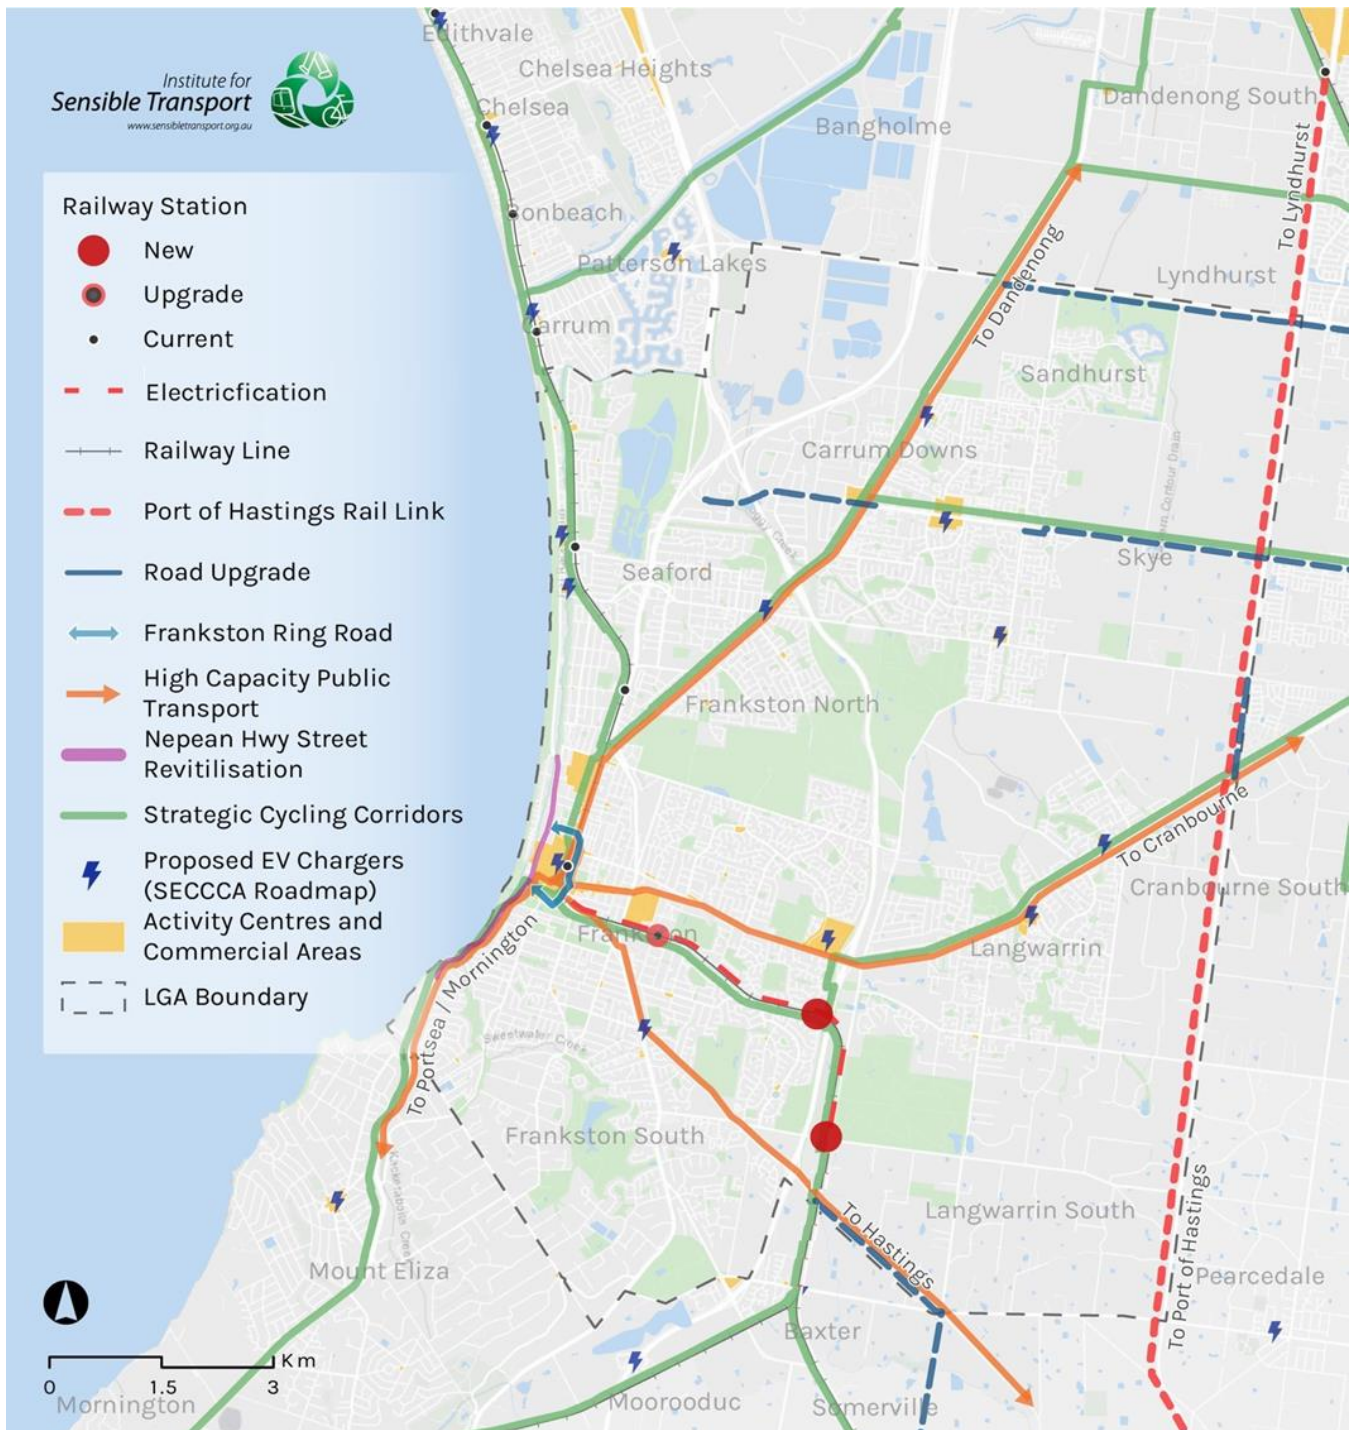 Institute for
Sensible Transport
www.sensibletransport.org.au
Railway Station
New
Upgrade
Current
Electricfication
Railway Line
Port of Hastings Rail Link
Road Upgrade
Frankston Ring Road
High Capacity Public
Transport
Nepean Hwy Street
Revitilisation
Strategic Cycling Corridors
Proposed EV Chargers
(SECCCA Roadmap)
Activity Centres and
Commercial Areas
LGA Boundary
Km
0 1.5 3
Edithvale
Chelsea Heights
Chelsea
Bangholme
Dandenong South
To Lyndhurst
Bonbeach
Patterson Lakes
Lyndhurst
To Dandenong
Carrum
Sandhurst
Carrum Downs
Skye
Seaford
Frankston North
To Cranbourne
Cranbourne South
Frankston
Langwarrin
To Portsea / Mornington
Sweetwater Creek
Frankston South
Langwarrin South
To Hastings
To Port of Hastings
Pearcedale
Mount Eliza
Baxter
Moorooduc
Somerville
Mornington